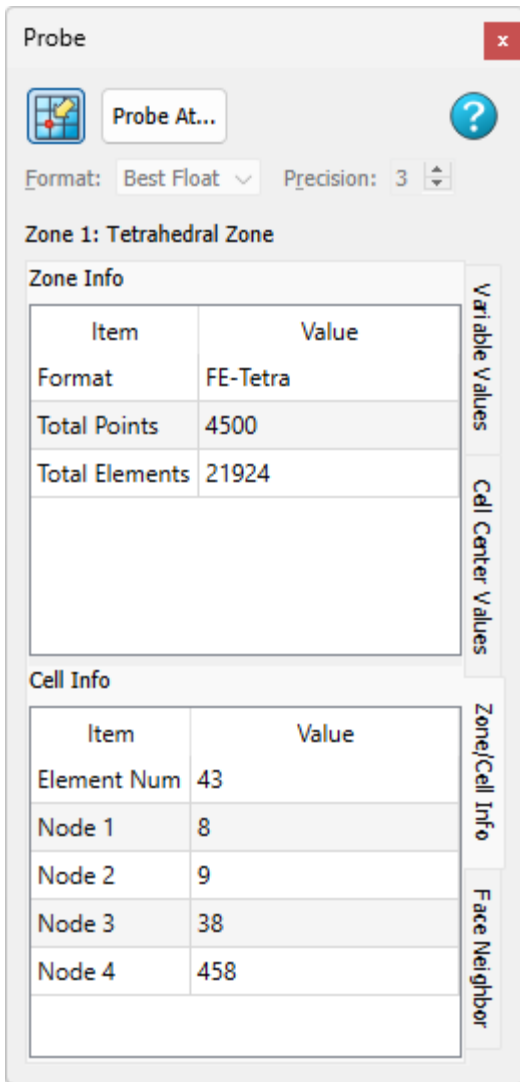 Probe
x
Probe At...
?
Format: Best Float Precision: 3
Zone 1: Tetrahedral Zone
Zone Info
Item Value
Format FE-Tetra
Total Points 4500
Total Elements 21924
Cell Info
Item Value
Element Num 43
Node 1 8
Node 2 9
Node 3 38
Node 4 458
Variable Values
Cell Center Values
Zone/Cell Info
Face Neighbor